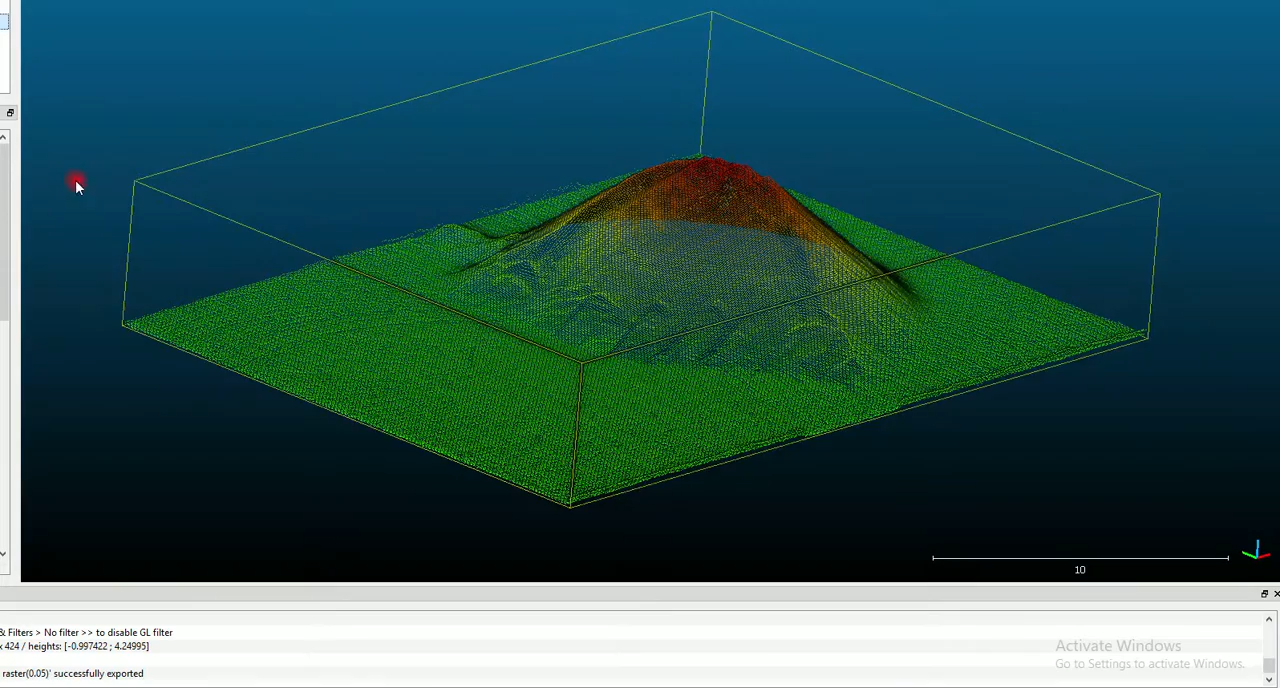 10
& Filters > No filter >> to disable GL filter
x 424 / heights: [-0.997422 ; 4.24995]
raster(0.05)' successfully exported
Activate Windows
Go to Settings to activate Windows.